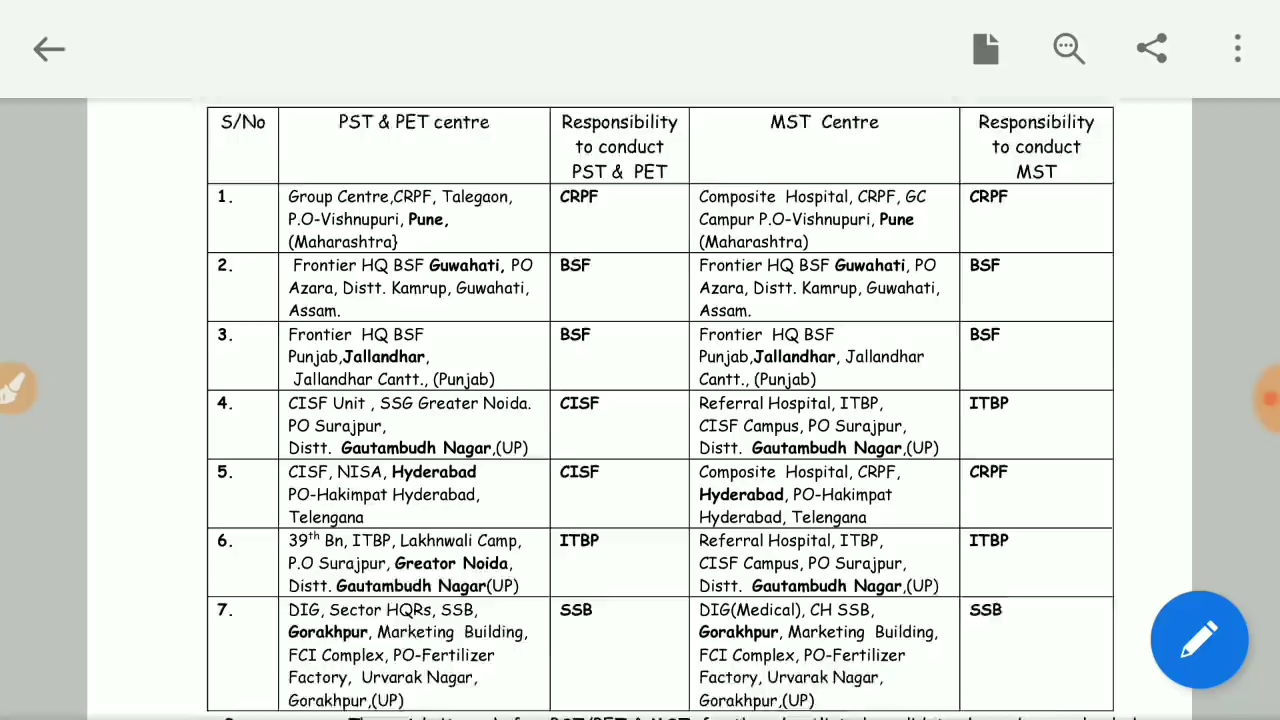 S/No PST & PET centre Responsibility to conduct PST & PET MST Centre Responsibility to conduct MST
1. Group Centre,CRPF, Talegaon, P.O-Vishnupuri, Pune, (Maharashtra} CRPF Composite Hospital, CRPF, GC Campur P.O-Vishnupuri, Pune (Maharashtra) CRPF
2. Frontier HQ BSF Guwahati, PO Azara, Distt. Kamrup, Guwahati, Assam. BSF Frontier HQ BSF Guwahati, PO Azara, Distt. Kamrup, Guwahati, Assam. BSF
3. Frontier HQ BSF Punjab,Jallandhar, Jallandhar Cantt., (Punjab) BSF Frontier HQ BSF Punjab,Jallandhar, Jallandhar Cantt., (Punjab) BSF
4. CISF Unit , SSG Greater Noida. PO Surajpur, Distt. Gautambudh Nagar,(UP) CISF Referral Hospital, ITBP, CISF Campus, PO Surajpur, Distt. Gautambudh Nagar,(UP) ITBP
5. CISF, NISA, Hyderabad PO-Hakimpat Hyderabad, Telengana CISF Composite Hospital, CRPF, Hyderabad, PO-Hakimpat Hyderabad, Telengana CRPF
6. 39th Bn, ITBP, Lakhnwali Camp, P.O Surajpur, Greator Noida, Distt. Gautambudh Nagar(UP) ITBP Referral Hospital, ITBP, CISF Campus, PO Surajpur, Distt. Gautambudh Nagar,(UP) ITBP
7. DIG, Sector HQRs, SSB, Gorakhpur, Marketing Building, FCI Complex, PO-Fertilizer Factory, Urvarak Nagar, Gorakhpur,(UP) SSB DIG(Medical), CH SSB, Gorakhpur, Marketing Building, FCI Complex, PO-Fertilizer Factory, Urvarak Nagar, Gorakhpur,(UP) SSB